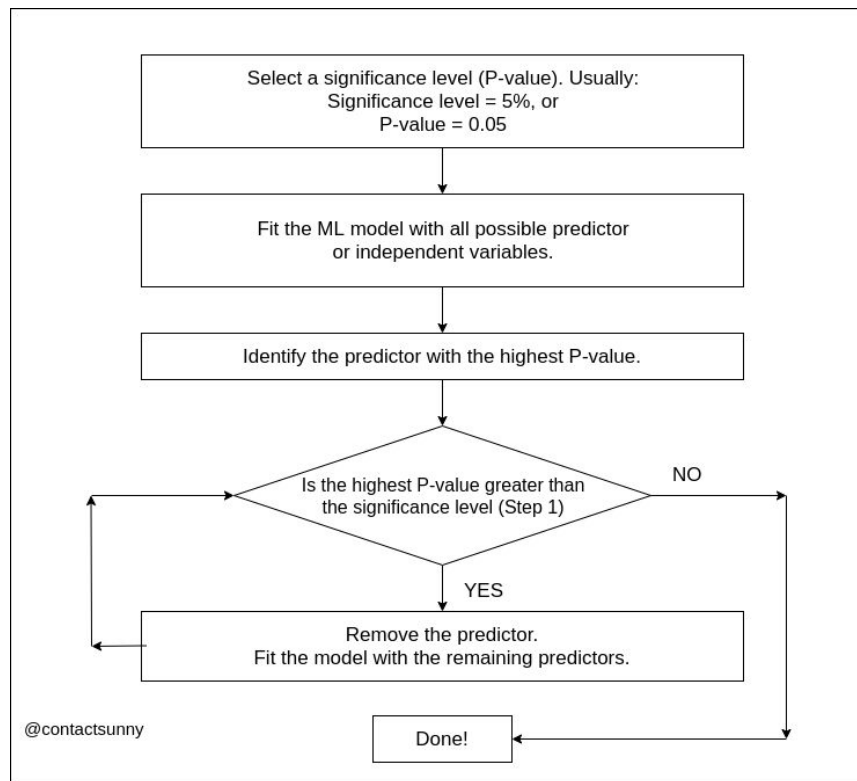 Select a significance level (P-value). Usually:
Significance level = 5%, or
P-value = 0.05
Fit the ML model with all possible predictor
or independent variables.
Identify the predictor with the highest P-value.
Is the highest P-value greater than
the significance level (Step 1)
NO
YES
Remove the predictor.
Fit the model with the remaining predictors.
@contactsunny
Done!